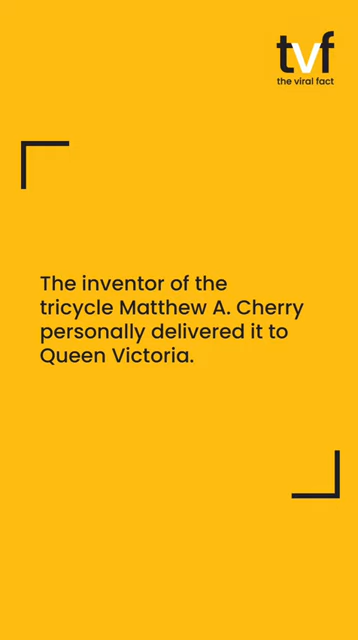 tvf
the viral fact
The inventor of the
tricycle Matthew A. Cherry
personally delivered it to
Queen Victoria.